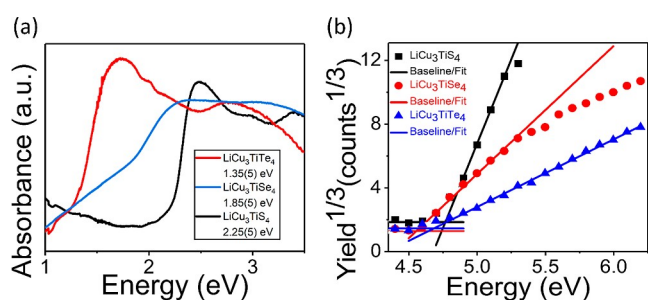 (a)
Absorbance (a.u.)
LiCu3TiTe4
1.35(5) eV
LiCu3TiSe4
1.85(5) eV
LiCu3TiS4
2.25(5) eV
1 2 3
Energy (eV)
(b)
Yield1/3(counts1/3)
12
8
4
0
LiCu3TiS4
Baseline/Fit
LiCu3TiSe4
Baseline/Fit
LiCu3TiTe4
Baseline/Fit
4.5 5.0 5.5 6.0
Energy (eV)